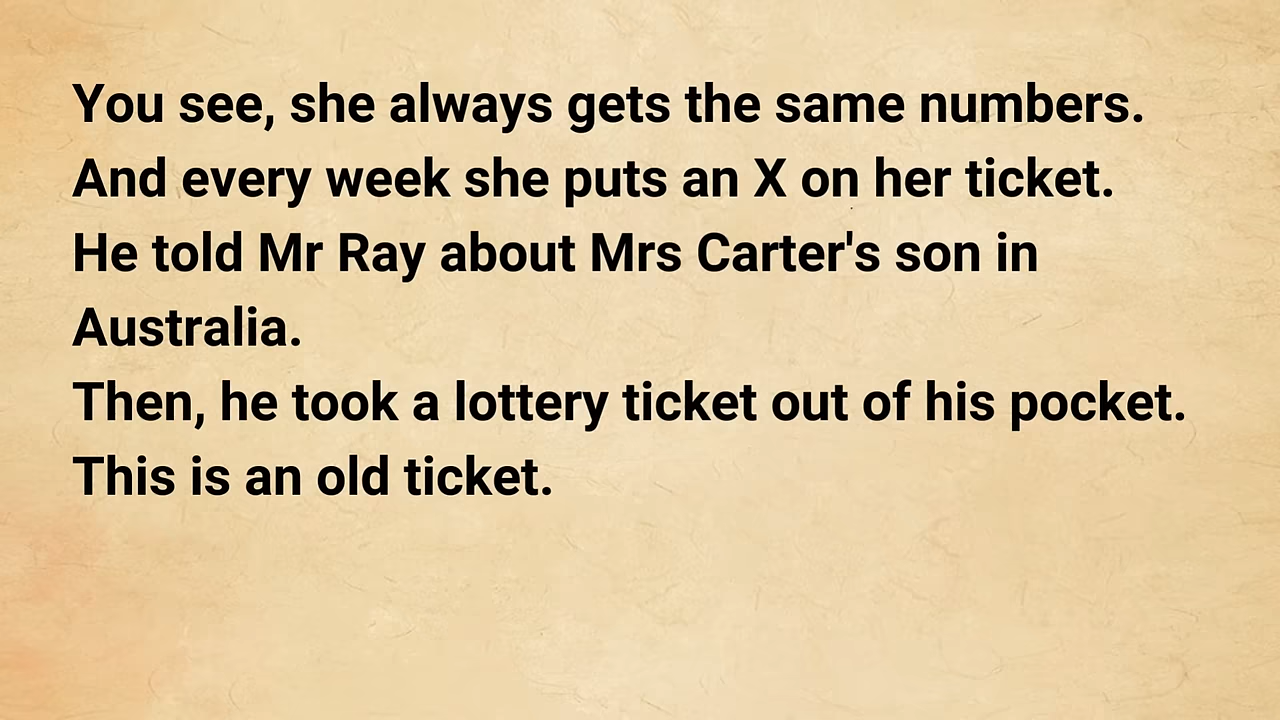 You see, she always gets the same numbers.
And every week she puts an X on her ticket.
He told Mr Ray about Mrs Carter's son in
Australia.
Then, he took a lottery ticket out of his pocket.
This is an old ticket.